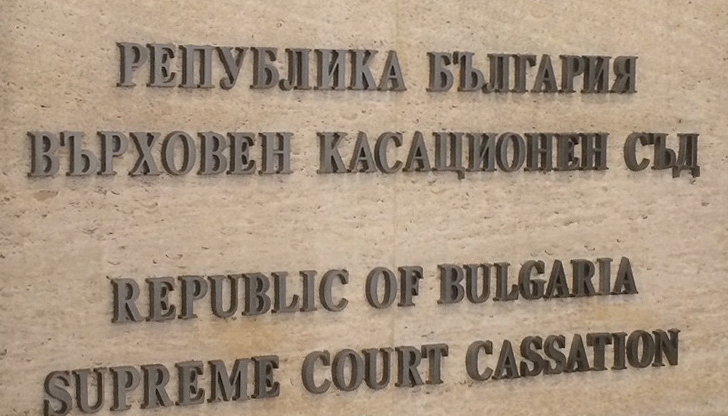 РЕПУБЛИКА БЪЛГАРИЯ
ВЪРХОВЕН КАСАЦИОНЕН СЪД
REPUBLIC OF BULGARIA
SUPREME COURT CASSATION